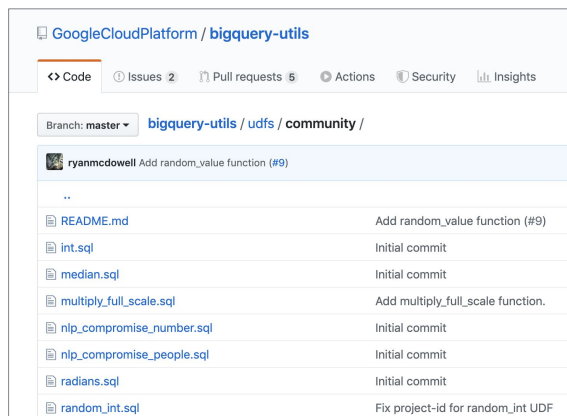 GoogleCloudPlatform / bigquery-utils
Code Issues 2 Pull requests 5 Actions Security Insights
Branch: master bigquery-utils / udfs / community /
ryanmcdowell Add random_value function (#9)
..
README.md Add random_value function (#9)
int.sql Initial commit
median.sql Initial commit
multiply_full_scale.sql Add multiply_full_scale function.
nlp_compromise_number.sql Initial commit
nlp_compromise_people.sql Initial commit
radians.sql Initial commit
random_int.sql Fix project-id for random_int UDF